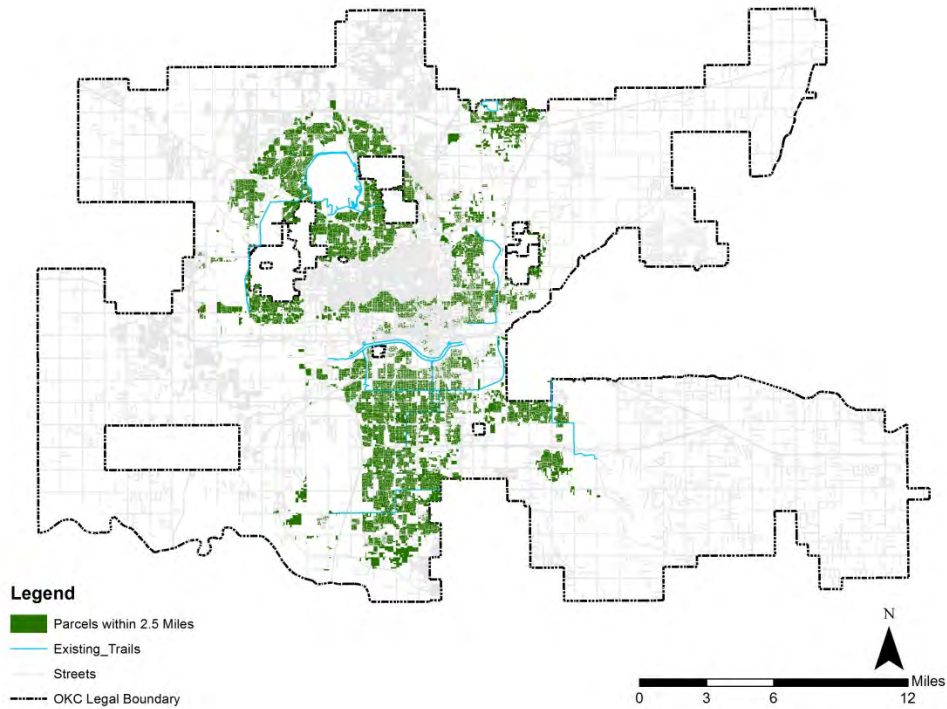 Legend
Parcels within 2.5 Miles
Existing_Trails
Streets
OKC Legal Boundary
N
Miles
0 3 6 12